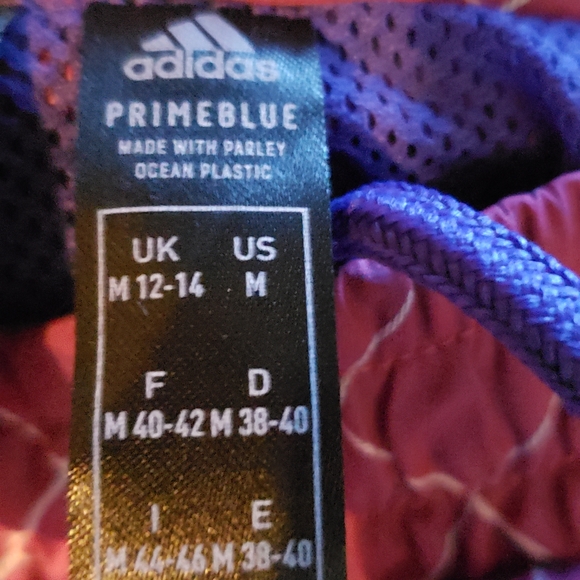 adidas
PRIMEBLUE
MADE WITH PARLEY
OCEAN PLASTIC
UK US
M 12-14 M
F D
M 40-42 M 38-40
I E
M 44-46 M 38-40